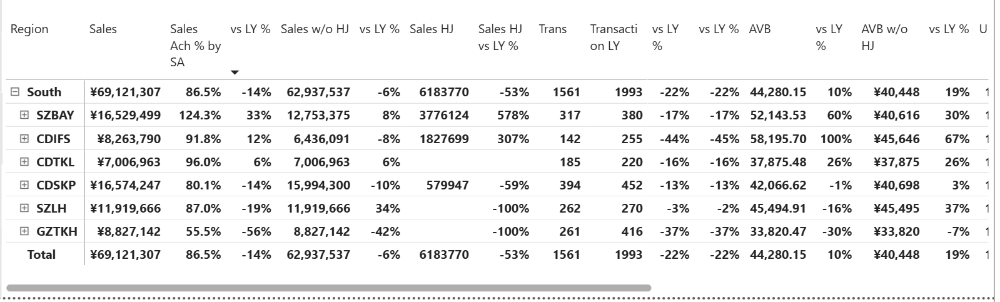 Region Sales Sales Ach % by SA vs LY % Sales w/o HJ vs LY % Sales HJ Sales HJ vs LY % Trans Transacti on LY vs LY % vs LY % AVB vs LY % AVB w/o HJ vs LY % U
South ¥69,121,307 86.5% -14% 62,937,537 -6% 6183770 -53% 1561 1993 -22% -22% 44,280.15 10% ¥40,448 19% 1
SZBAY ¥16,529,499 124.3% 33% 12,753,375 8% 3776124 578% 317 380 -17% -17% 52,143.53 60% ¥40,616 30% 1
CDIFS ¥8,263,790 91.8% 12% 6,436,091 -8% 1827699 307% 142 255 -44% -45% 58,195.70 100% ¥45,646 67% 1
CDTKL ¥7,006,963 96.0% 6% 7,006,963 6% 185 220 -16% -16% 37,875.48 26% ¥37,875 26% 1
CDSKP ¥16,574,247 80.1% -14% 15,994,300 -10% 579947 -59% 394 452 -13% -13% 42,066.62 -1% ¥40,698 3% 1
SZLH ¥11,919,666 87.0% -19% 11,919,666 34% -100% 262 270 -3% -2% 45,494.91 -16% ¥45,495 37% 1
GZTKH ¥8,827,142 55.5% -56% 8,827,142 -42% -100% 261 416 -37% -37% 33,820.47 -30% ¥33,820 -7% 1
Total ¥69,121,307 86.5% -14% 62,937,537 -6% 6183770 -53% 1561 1993 -22% -22% 44,280.15 10% ¥40,448 19% 1